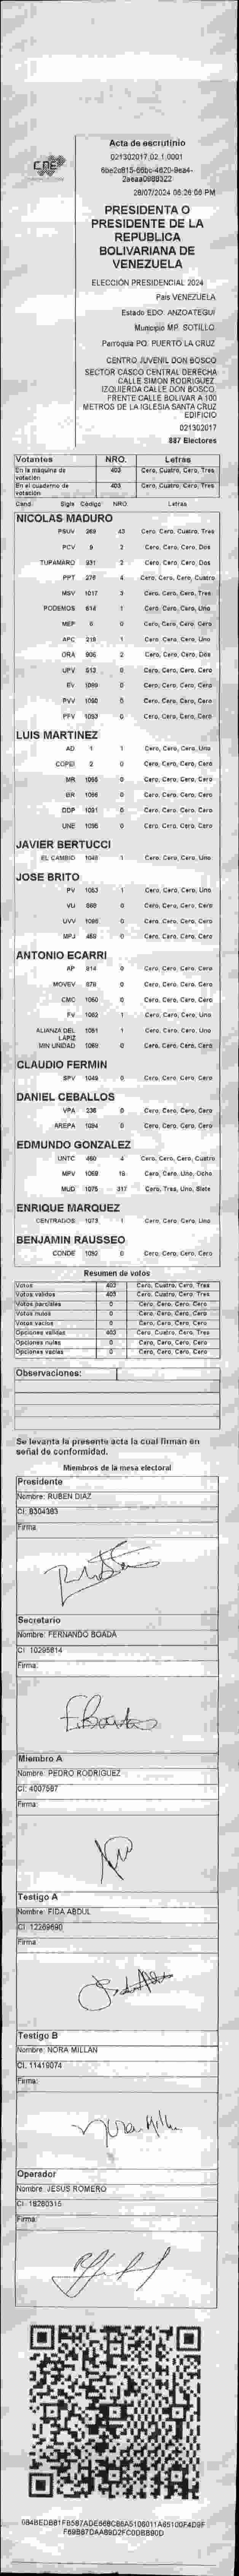 CNE
Acta de escrutinio
021302017.02.1.0001
28/07/2024 06:26:56 PM
PRESIDENTA O
PRESIDENTE DE LA
REPUBLICA
BOLIVARIANA DE
VENEZUELA
ELECCIÓN PRESIDENCIAL 2024
Pais VENEZUELA
Estado EDO. ANZOATEGUI
Municipio MP. SOTILLO
Parroquia PQ. PUERTO LA CRUZ
CENTRO JUVENIL DON BOSCO
SECTOR CASCO CENTRAL DERECHA
CALLE SIMON RODRIGUEZ.
IZQUIERDA CALLE DON BOSCO.
FRENTE CALLE BOLIVAR A 100
METROS DE LA IGLESIA SANTA CRUZ
EDIFICIO
021302017
887 Electores
Votantes NRO. Letras
En la máquina de votación 403 Cero, Cuatro, Cero, Tres
En el cuaderno de votación 403 Cero, Cuatro, Cero, Tres
Cand. Sigla Código NRO. Letras
NICOLAS MADURO
PSUV 269 43 Cero, Cero, Cuatro, Tres
PCV 9 2 Cero, Cero, Cero, Dos
TUPAMARO 931 2 Cero, Cero, Cero, Dos
PPT 276 4 Cero, Cero, Cero, Cuatro
MSV 1017 3 Cero, Cero, Cero, Tres
PODEMOS 614 1 Cero, Cero, Cero, Uno
MEP 6 0 Cero, Cero, Cero, Cero
APC 218 1 Cero, Cero, Cero, Uno
ORA 906 2 Cero, Cero, Cero, Dos
UPV 513 0 Cero, Cero, Cero, Cero
EV 1089 0 Cero, Cero, Cero, Cero
PVV 1090 0 Cero, Cero, Cero, Cero
PFV 1093 0 Cero, Cero, Cero, Cero
LUIS MARTINEZ
AD 1 1 Cero, Cero, Cero, Uno
COPEI 2 0 Cero, Cero, Cero, Cero
MR 0 Cero, Cero, Cero, Cero
BR 1066 0 Cero, Cero, Cero, Cero
DDP 1091 0 Cero, Cero, Cero, Cero
UNE 1095 0 Cero, Cero, Cero, Cero
JAVIER BERTUCCI
EL CAMBIO 1048 1 Cero, Cero, Cero, Uno
JOSE BRITO
PV 1053 1 Cero, Cero, Cero, Uno
VU 0 Cero, Cero, Cero, Cero
UVV 1096 0 Cero, Cero, Cero, Cero
MPJ 458 0 Cero, Cero, Cero, Cero
ANTONIO ECARRI
AP 914 0 Cero, Cero, Cero, Cero
MOVEV 879 0 Cero, Cero, Cero, Cero
CMC 1060 0 Cero, Cero, Cero, Cero
FV 1062 1 Cero, Cero, Cero, Uno
ALIANZA DEL LAPIZ 1051 1 Cero, Cero, Cero, Uno
MIN UNIDAD 1069 0 Cero, Cero, Cero, Cero
CLAUDIO FERMIN
SPV 1049 0 Cero, Cero, Cero, Cero
DANIEL CEBALLOS
VPA 236 0 Cero, Cero, Cero, Cero
AREPA 1094 0 Cero, Cero, Cero, Cero
EDMUNDO GONZALEZ
UNTC 460 4 Cero, Cero, Cero, Cuatro
MPV 1059 18 Cero, Cero, Uno, Ocho
MUD 1075 317 Cero, Tres, Uno, Siete
ENRIQUE MARQUEZ
CENTRADOS 1073 1 Cero, Cero, Cero, Uno
BENJAMIN RAUSSEO
CONDE 1092 0 Cero, Cero, Cero, Cero
Resumen de votos
Votos 403 Cero, Cuatro, Cero, Tres
Votos validos 403 Cero, Cuatro, Cero, Tres
Votos parciales 0 Cero, Cero, Cero, Cero
Votos nulos 0 Cero, Cero, Cero, Cero
Votos vacios 0 Cero, Cero, Cero, Cero
Opciones validas 403 Cero, Cuatro, Cero, Tres
Opciones nulas 0 Cero, Cero, Cero, Cero
Opciones vacias 0 Cero, Cero, Cero, Cero
Observaciones:
Se levanta la presente acta la cual firman en
señal de conformidad.
Miembros de la mesa electoral
Presidente
Nombre: RUBEN DIAZ
CI: 8304383
Firma:
Secretario
Nombre: FERNANDO BOADA
CI: 10295614
Firma:
F.Boada
Miembro A
Nombre: PEDRO RODRIGUEZ
CI: 4007567
Firma:
Testigo A
Nombre: FIDA ABDUL
CI: 12269690
Firma
Testigo B
Nombre: NORA MILLAN
CI: 11419074
Firma:
Nora Millan
Operador
Nombre: JESUS ROMERO
CI: 18280315
Firma: